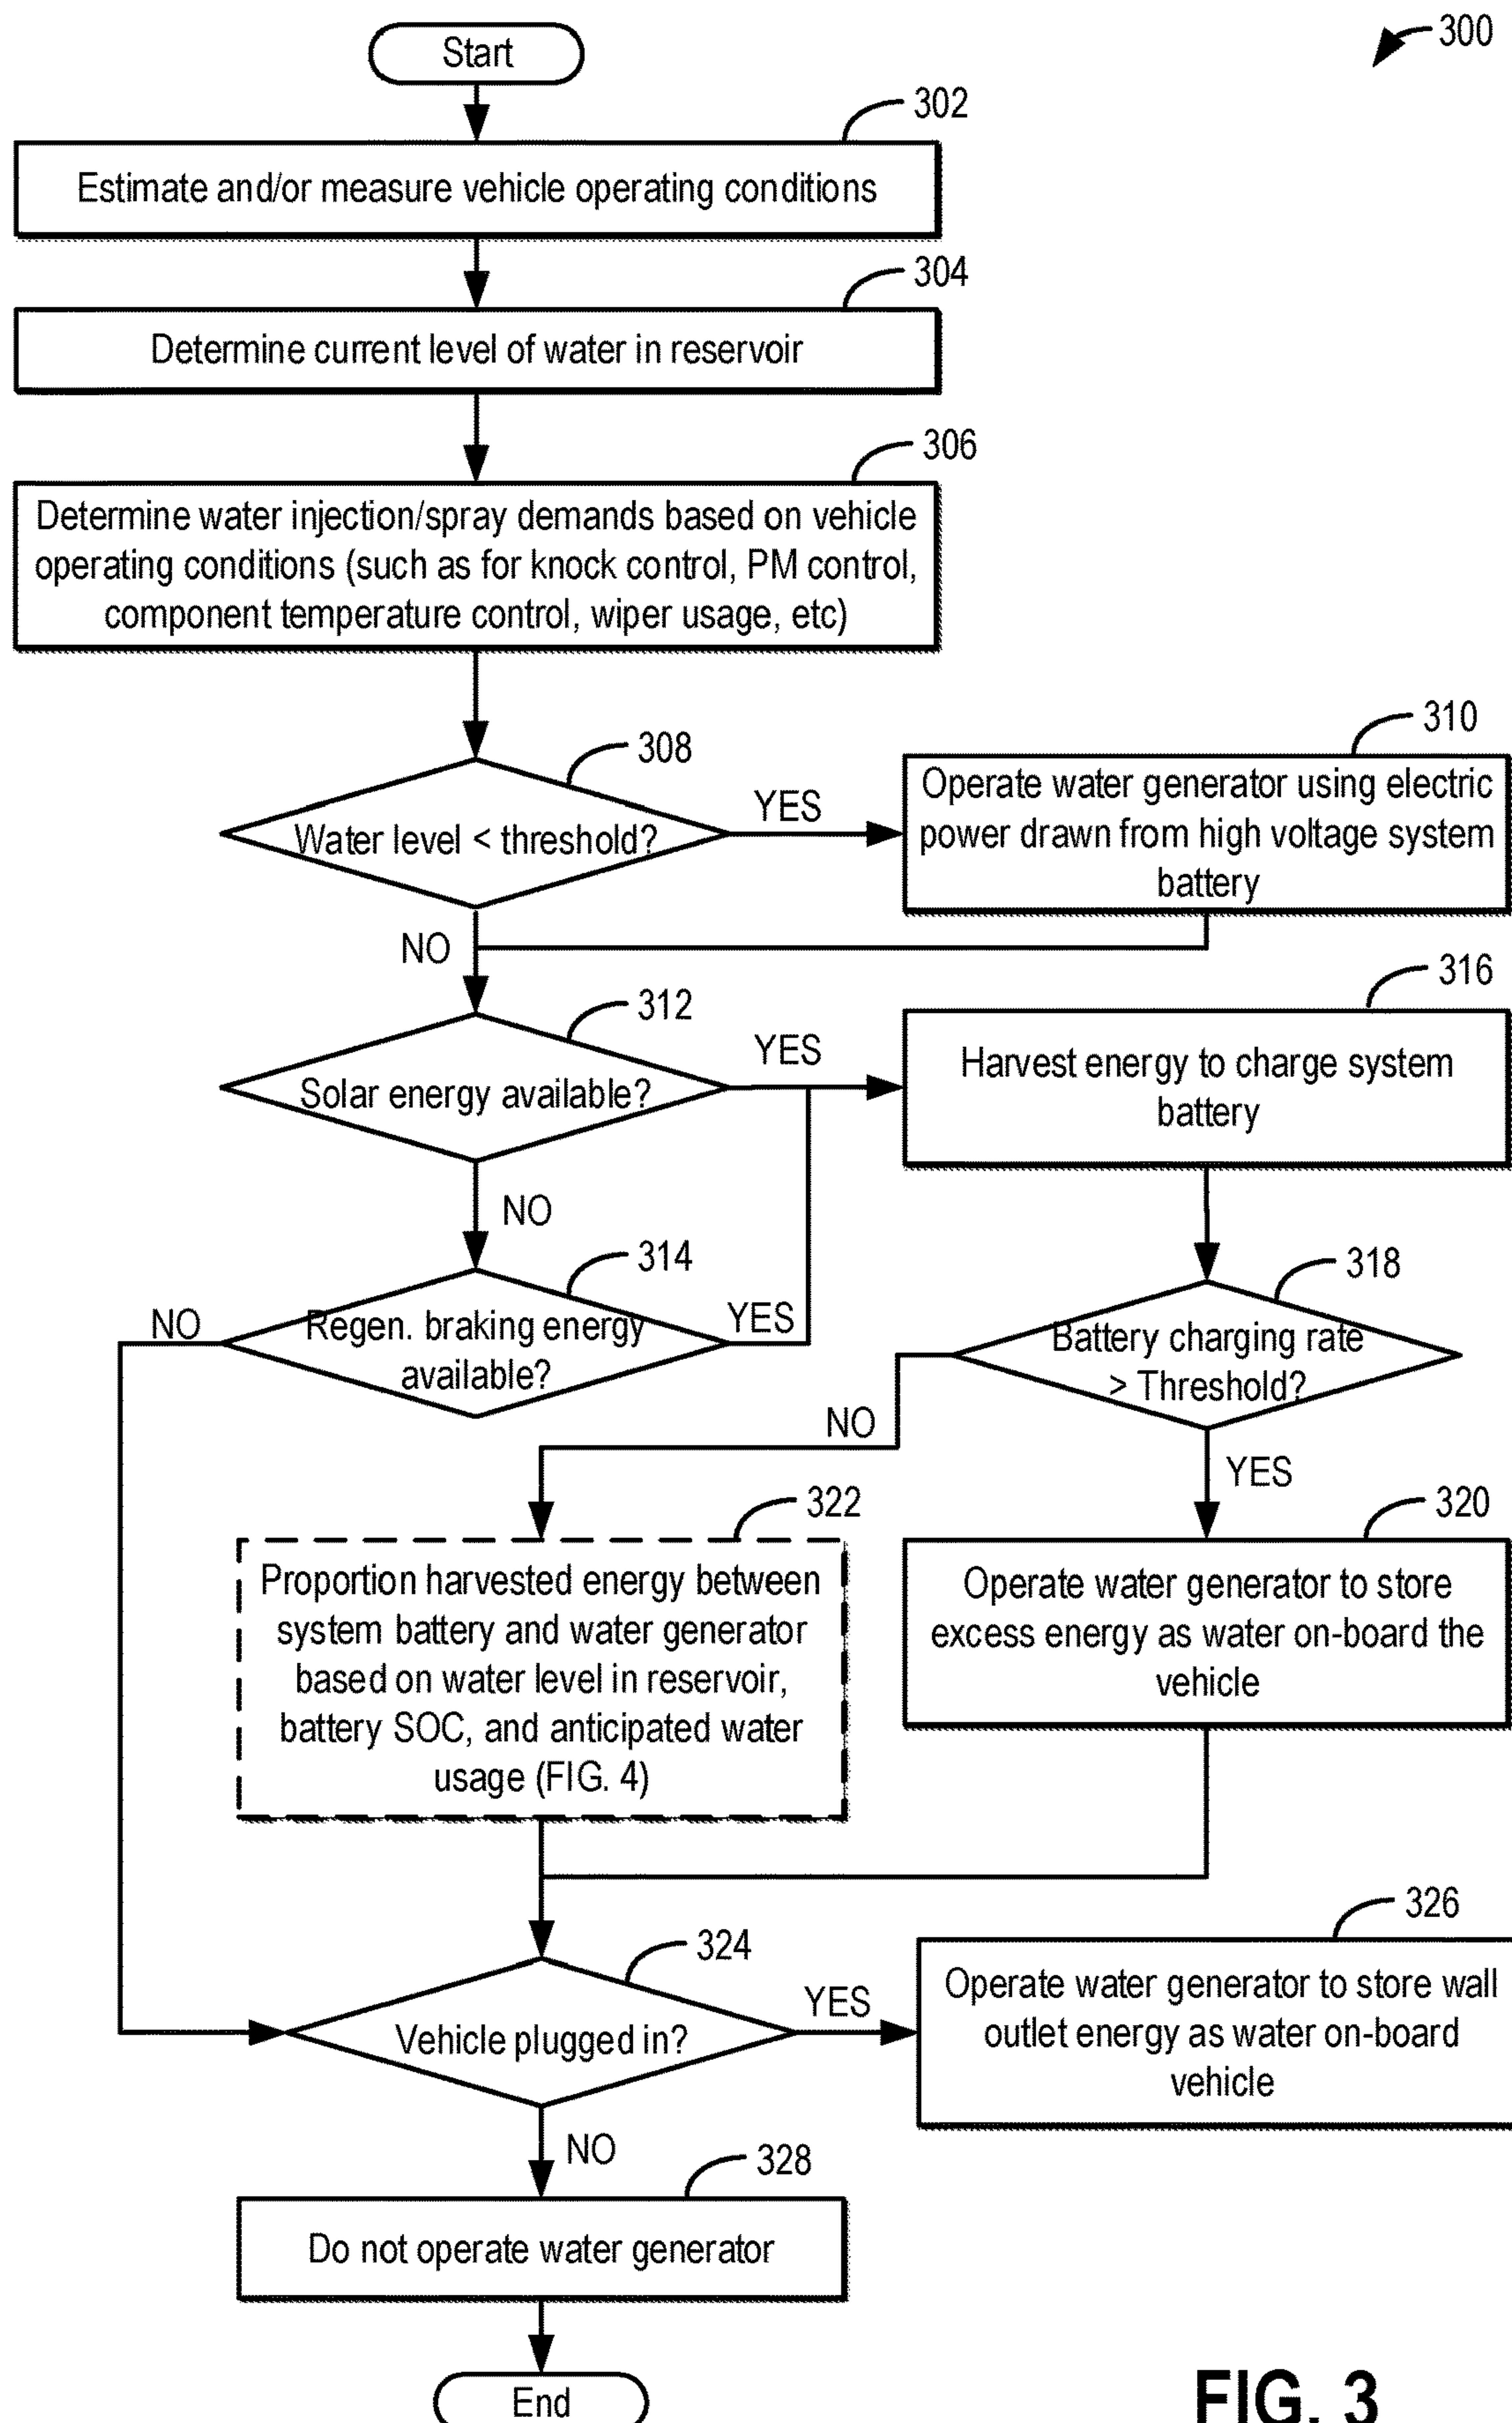 300
Start
302
Estimate and/or measure vehicle operating conditions
304
Determine current level of water in reservoir
306
Determine water injection/spray demands based on vehicle
operating conditions (such as for knock control, PM control,
component temperature control, wiper usage, etc)
308
Water level < threshold?
YES
310
Operate water generator using electric
power drawn from high voltage system
battery
NO
312
Solar energy available?
YES
316
Harvest energy to charge system
battery
NO
314
Regen. braking energy
available?
YES
NO
318
Battery charging rate
> Threshold?
NO
YES
322
Proportion harvested energy between
system battery and water generator
based on water level in reservoir,
battery SOC, and anticipated water
usage (FIG. 4)
320
Operate water generator to store
excess energy as water on-board the
vehicle
324
Vehicle plugged in?
YES
326
Operate water generator to store wall
outlet energy as water on-board
vehicle
NO
328
Do not operate water generator
End
FIG. 3